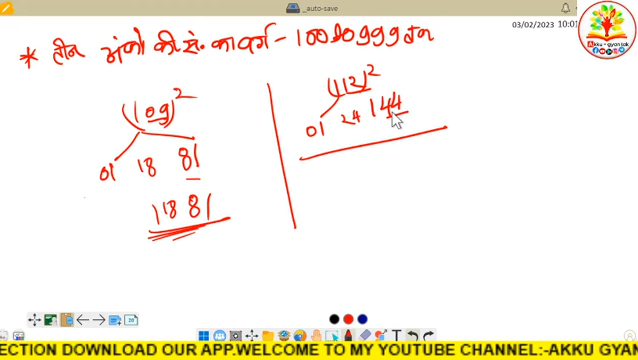 _auto-save
03/02/2023 10:01
Akku - gyan tak
* तीन अंको की सं. का वर्ग - 100 से 999 तक
(109)²
01 18 81
11881
(112)²
01 24 144
ECTION DOWNLOAD OUR APP.WELCOME TO MY YOUTUBE CHANNEL:-AKKU GYAN